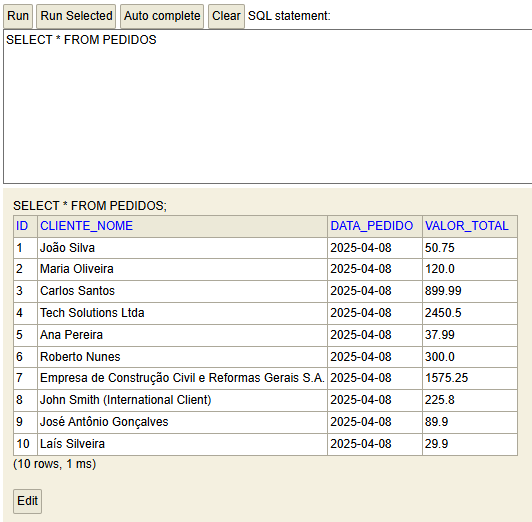 Run Run Selected Auto complete Clear SQL statement:
SELECT * FROM PEDIDOS
SELECT * FROM PEDIDOS;
ID CLIENTE_NOME DATA_PEDIDO VALOR_TOTAL
1 João Silva 2025-04-08 50.75
2 Maria Oliveira 2025-04-08 120.0
3 Carlos Santos 2025-04-08 899.99
4 Tech Solutions Ltda 2025-04-08 2450.5
5 Ana Pereira 2025-04-08 37.99
6 Roberto Nunes 2025-04-08 300.0
7 Empresa de Construção Civil e Reformas Gerais S.A. 2025-04-08 1575.25
8 John Smith (International Client) 2025-04-08 225.8
9 José Antônio Gonçalves 2025-04-08 89.9
10 Laís Silveira 2025-04-08 29.9
(10 rows, 1 ms)
Edit